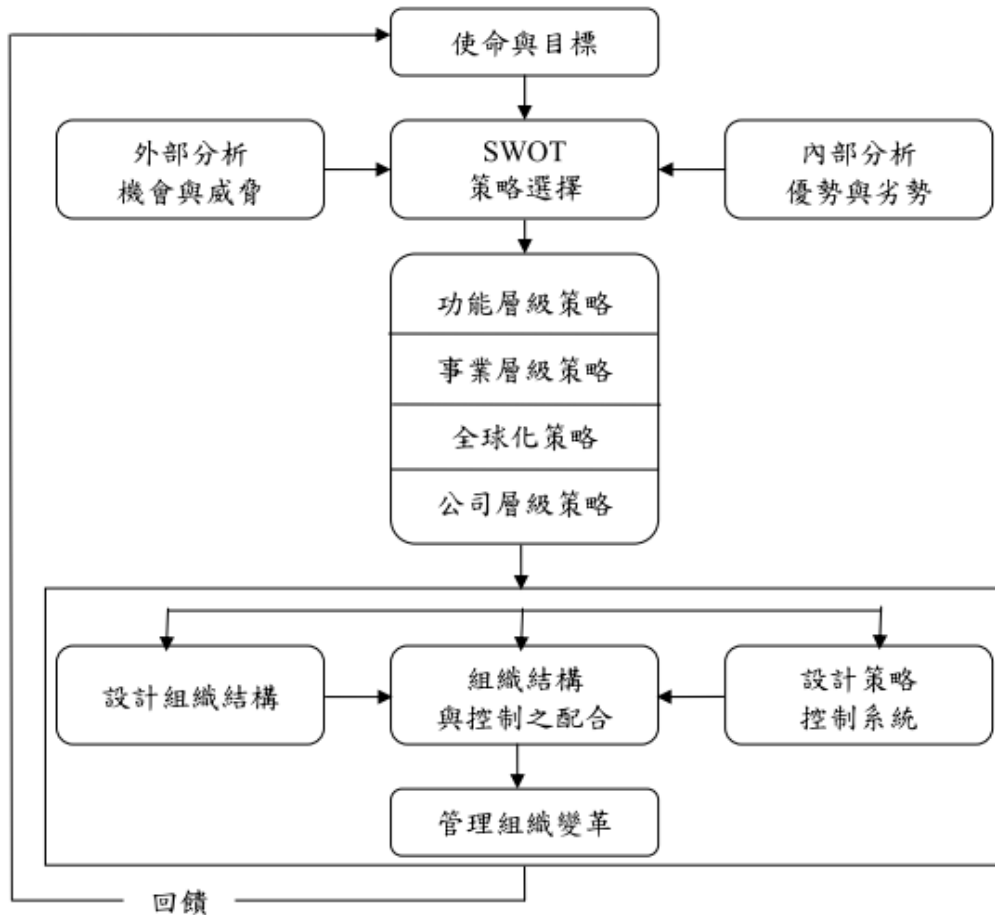 使命與目標
外部分析
機會與威脅
SWOT
策略選擇
內部分析
優勢與劣勢
功能層級策略
事業層級策略
全球化策略
公司層級策略
設計組織結構
組織結構
與控制之配合
設計策略
控制系統
管理組織變革
回饋